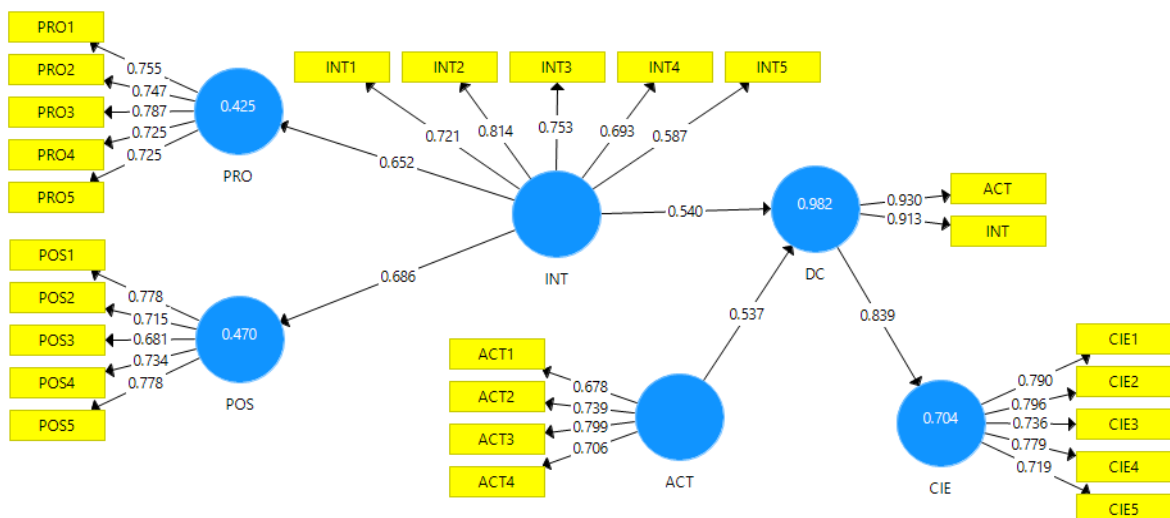 PRO1
PRO2
PRO3
PRO4
PRO5
0.755
0.747
0.787
0.725
0.725
0.425
PRO
INT1
INT2
INT3
INT4
INT5
0.721
0.814
0.753
0.693
0.587
0.652
0.686
INT
0.540
0.982
DC
0.930
0.913
ACT
INT
POS1
POS2
POS3
POS4
POS5
0.778
0.715
0.681
0.734
0.778
0.470
POS
ACT1
ACT2
ACT3
ACT4
0.678
0.739
0.799
0.706
ACT
0.537
0.839
0.704
CIE
0.790
0.796
0.736
0.779
0.719
CIE1
CIE2
CIE3
CIE4
CIE5